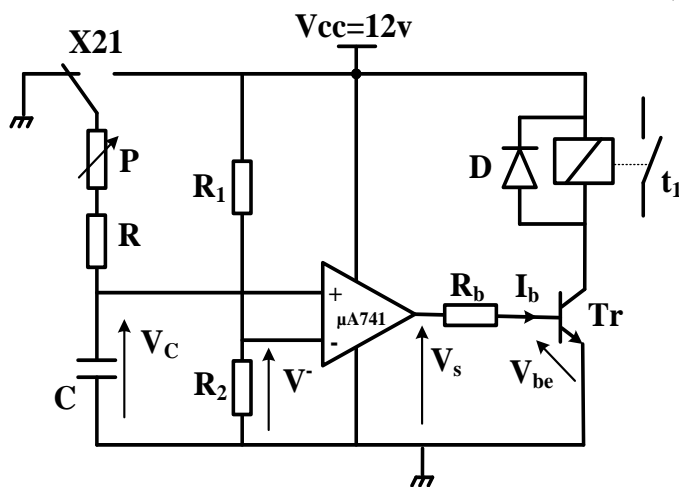 Vcc=12v
X21
P
R
R1
D
t1
+
µA741
-
Rb
Ib
Tr
VC
C
R2
V-
Vs
Vbe